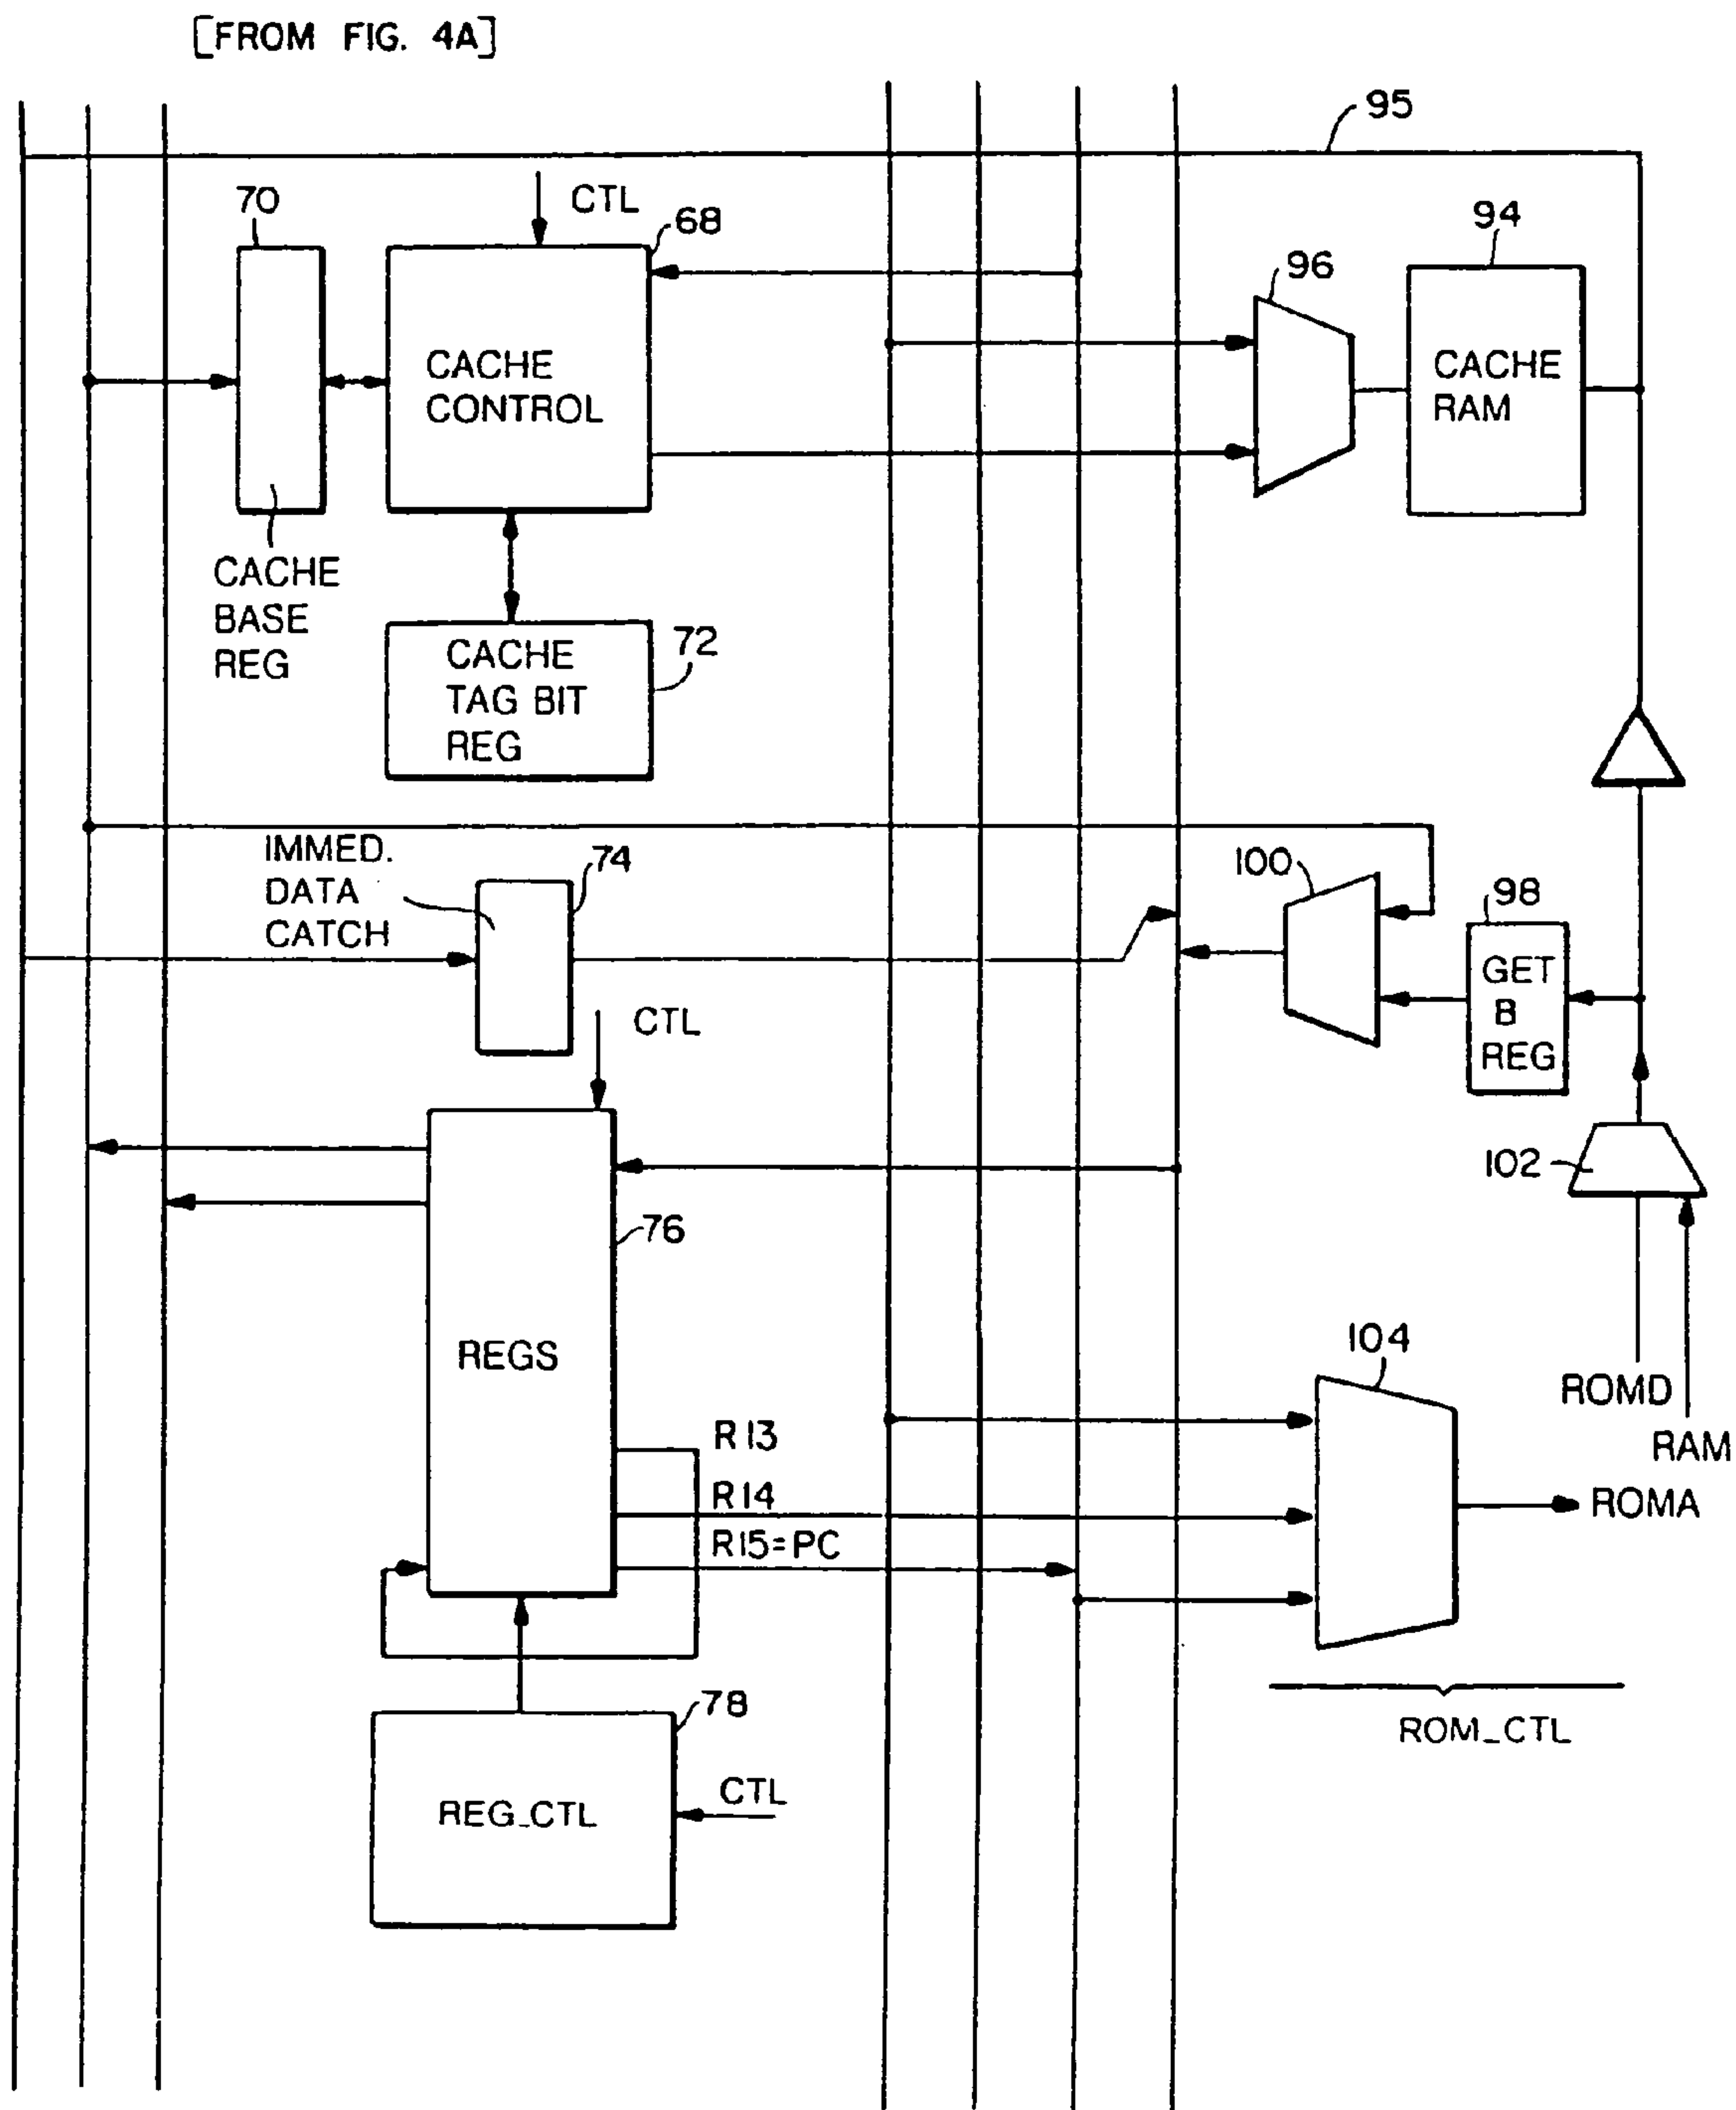 [FROM FIG. 4A]
95
70
CTL
68
94
96
CACHE
CONTROL
CACHE
RAM
CACHE
BASE
REG
CACHE
TAG BIT
REG
72
IMMED.
DATA
CATCH
74
100
98
GET
B
REG
CTL
102
76
REGS
104
ROMD
RAM
R13
R14
R15=PC
ROMA
78
ROM_CTL
REG_CTL
CTL